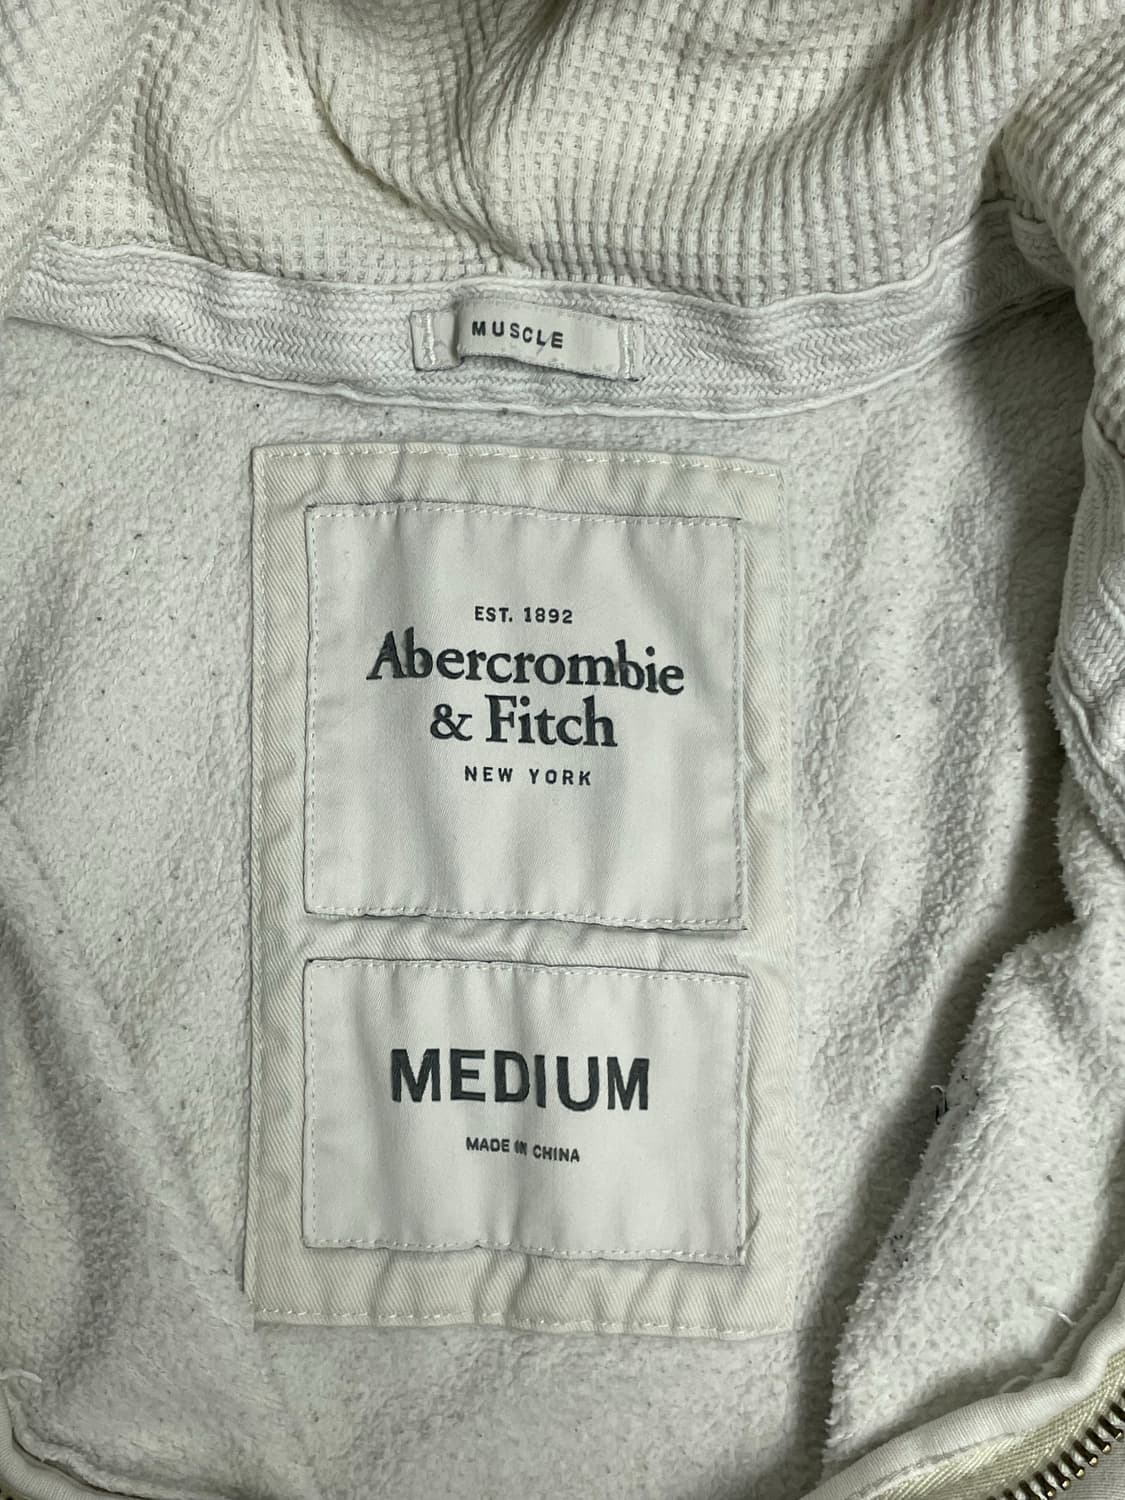 MUSCLE
EST. 1892
Abercrombie
& Fitch
NEW YORK
MEDIUM
MADE IN CHINA